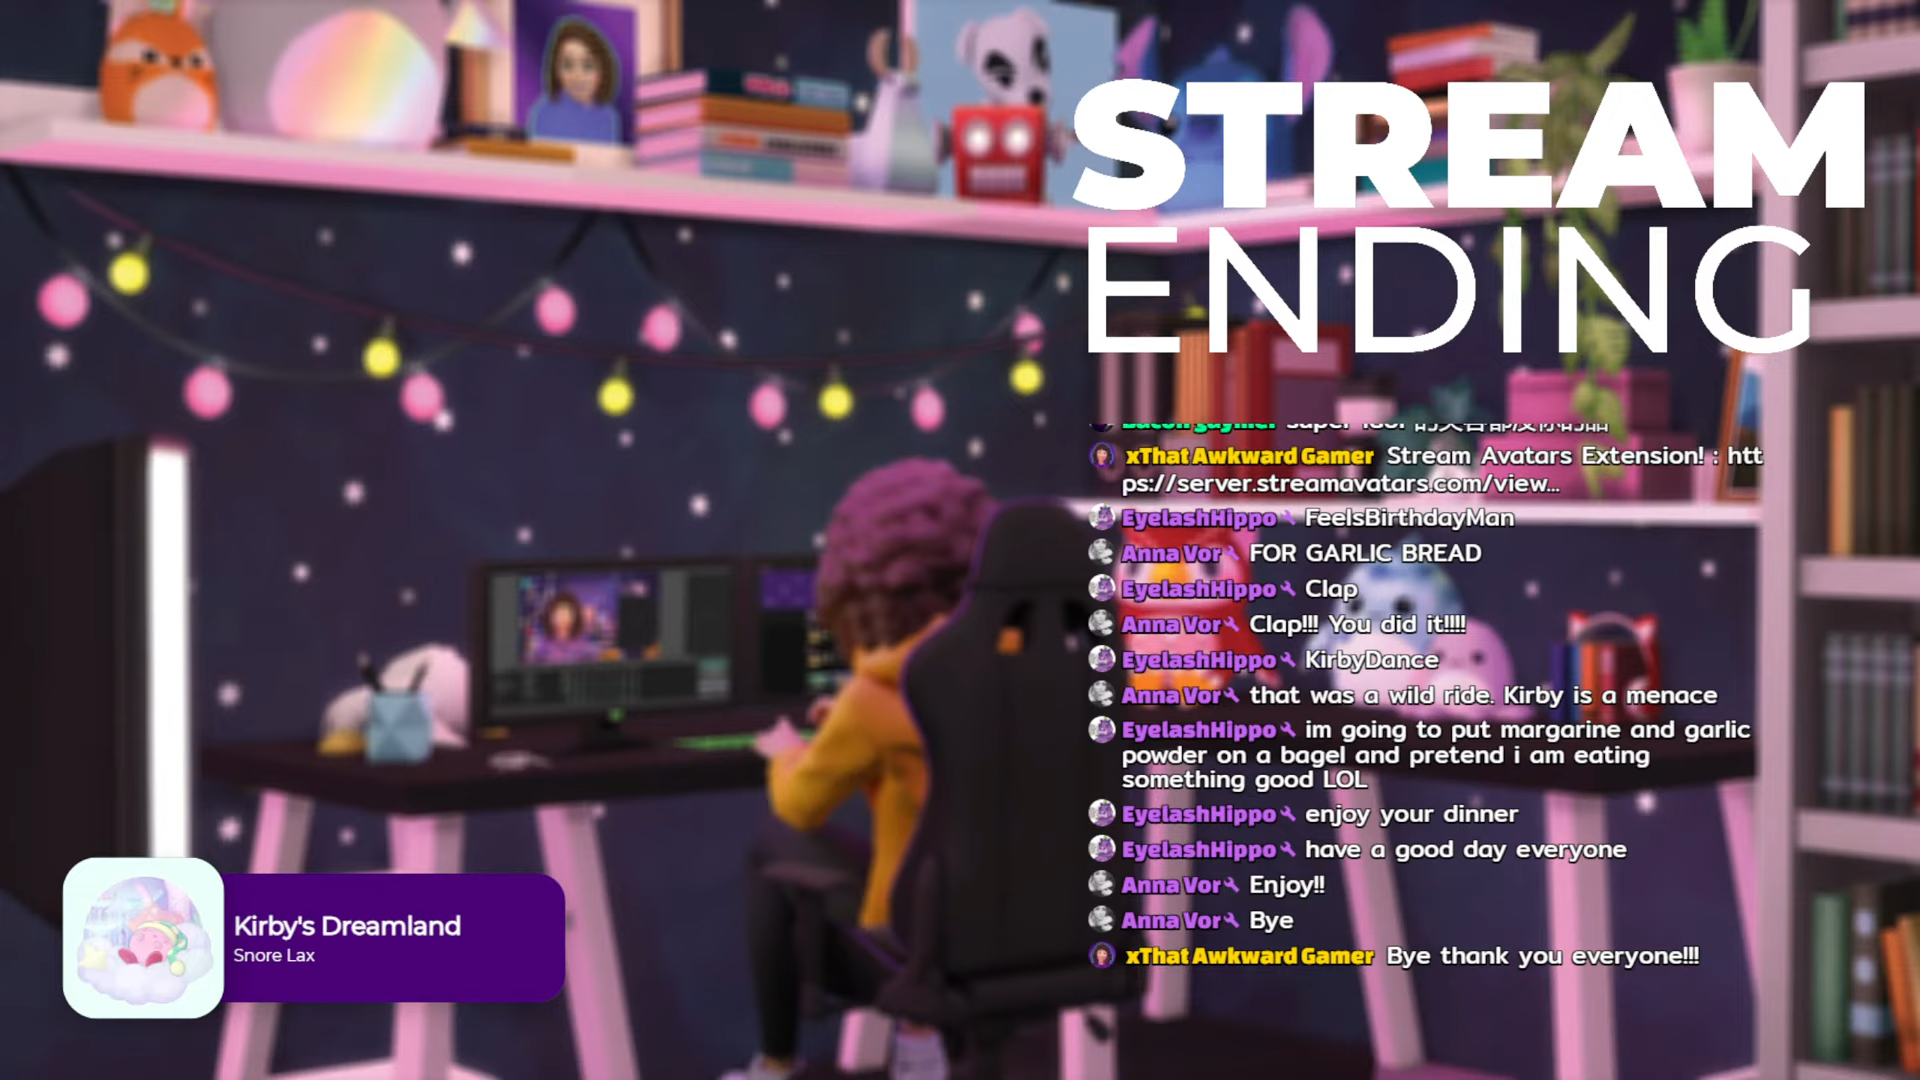 STREAM
ENDING
xThat Awkward Gamer Stream Avatars Extension! : htt
ps://server.streamavatars.com/view...
EyelashHippo FeelsBirthdayMan
Anna Vor FOR GARLIC BREAD
EyelashHippo Clap
Anna Vor Clap!!! You did it!!!!
EyelashHippo KirbyDance
Anna Vor that was a wild ride. Kirby is a menace
EyelashHippo im going to put margarine and garlic
powder on a bagel and pretend i am eating
something good LOL
EyelashHippo enjoy your dinner
EyelashHippo have a good day everyone
Anna Vor Enjoy!!
Anna Vor Bye
xThat Awkward Gamer Bye thank you everyone!!!
Kirby's Dreamland
Snore Lax